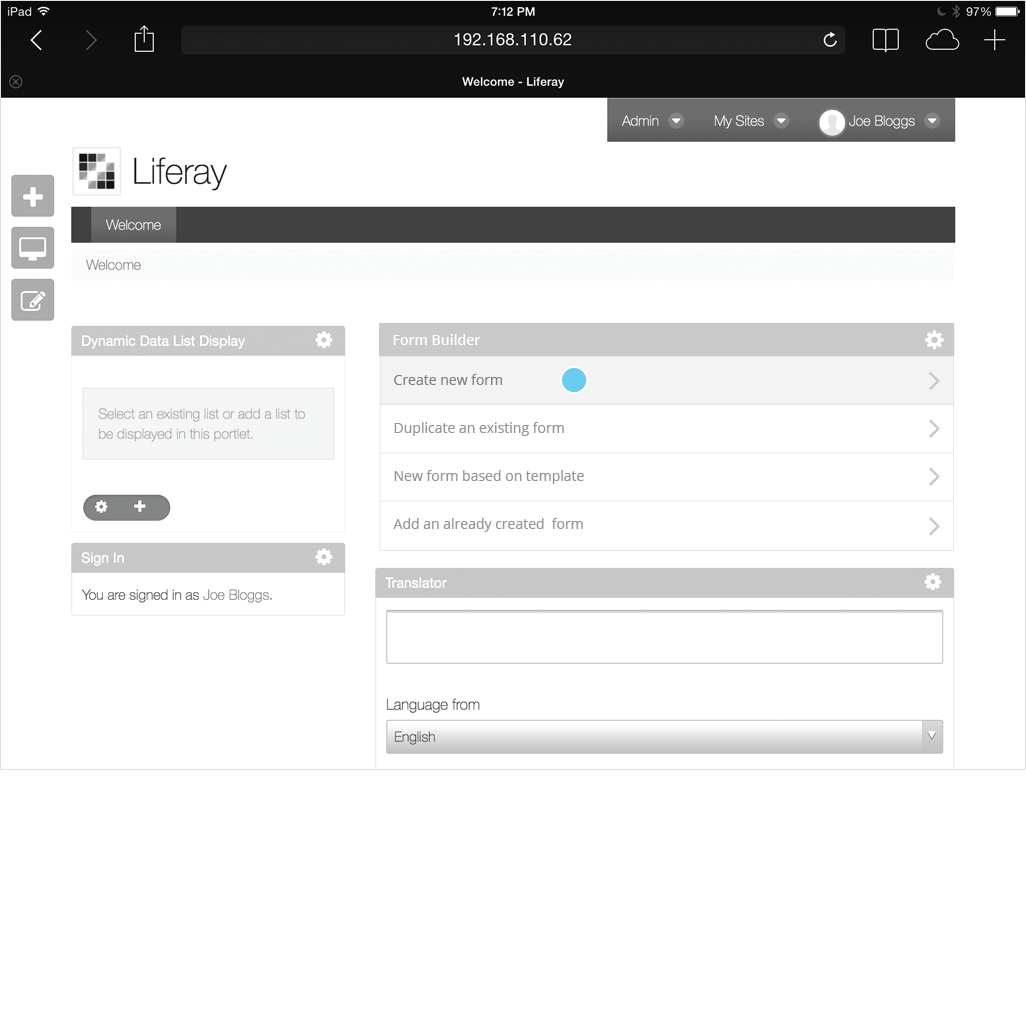 iPad
7:12 PM
97%
192.168.110.62
Welcome - Liferay
Admin
My Sites
Joe Bloggs
Liferay
Welcome
Welcome
Dynamic Data List Display
Select an existing list or add a list to
be displayed in this portlet.
Sign In
You are signed in as Joe Bloggs.
Form Builder
Create new form
Duplicate an existing form
New form based on template
Add an already created form
Translator
Language from
English